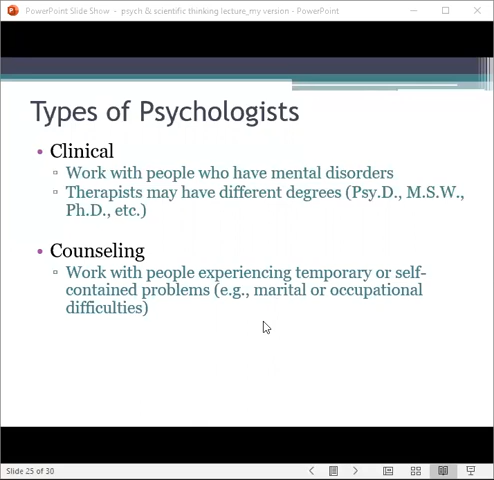 PowerPoint Slide Show - psych & scientific thinking lecture_my version - PowerPoint
Types of Psychologists
• Clinical
▫ Work with people who have mental disorders
▫ Therapists may have different degrees (Psy.D., M.S.W.,
Ph.D., etc.)
• Counseling
▫ Work with people experiencing temporary or self-
contained problems (e.g., marital or occupational
difficulties)
Slide 25 of 30